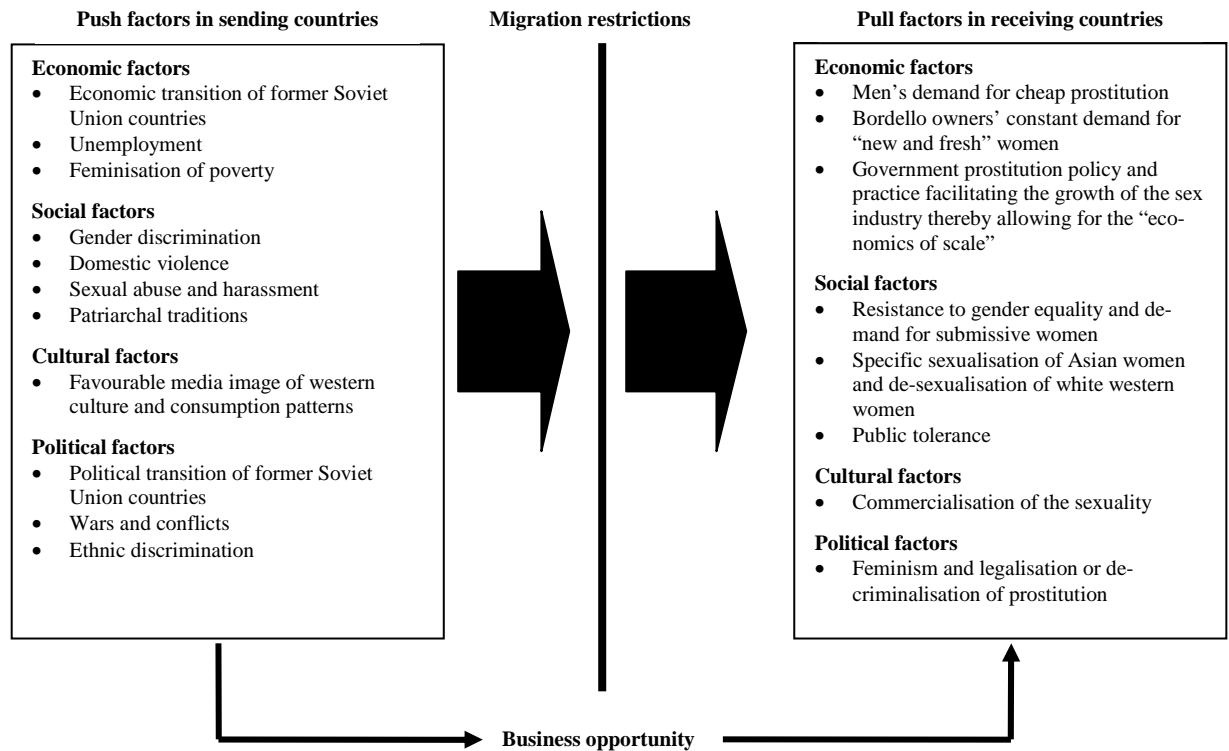 Push factors in sending countries
Economic factors
• Economic transition of former Soviet
Union countries
• Unemployment
• Feminisation of poverty
Social factors
• Gender discrimination
• Domestic violence
• Sexual abuse and harassment
• Patriarchal traditions
Cultural factors
• Favourable media image of western
culture and consumption patterns
Political factors
• Political transition of former Soviet
Union countries
• Wars and conflicts
• Ethnic discrimination
Migration restrictions
Pull factors in receiving countries
Economic factors
• Men’s demand for cheap prostitution
• Bordello owners’ constant demand for
“new and fresh” women
• Government prostitution policy and
practice facilitating the growth of the sex
industry thereby allowing for the “eco-
nomics of scale”
Social factors
• Resistance to gender equality and de-
mand for submissive women
• Specific sexualisation of Asian women
and de-sexualisation of white western
women
• Public tolerance
Cultural factors
• Commercialisation of the sexuality
Political factors
• Feminism and legalisation or de-
criminalisation of prostitution
Business opportunity